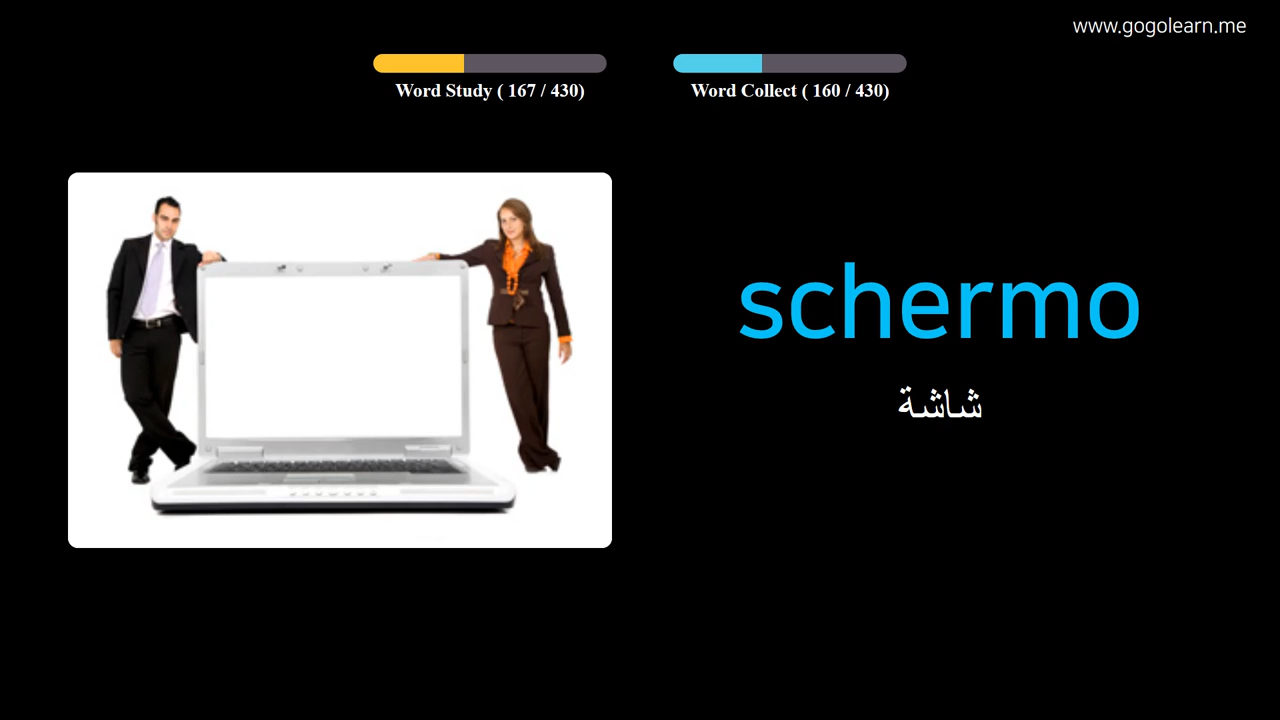 www.gogolearn.me
Word Study ( 167 / 430)
Word Collect ( 160 / 430)
schermo
شاشة